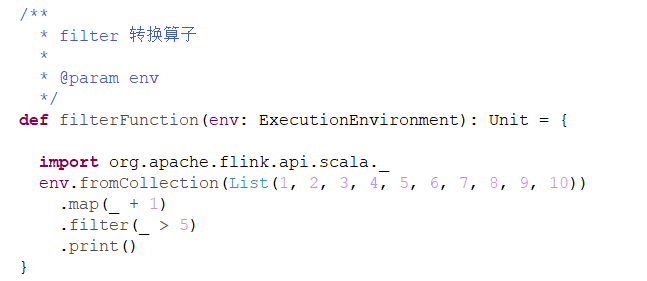 /**
* filter 转换算子
*
* @param env
*/
def filterFunction(env: ExecutionEnvironment): Unit = {
import org.apache.flink.api.scala._
env.fromCollection(List(1, 2, 3, 4, 5, 6, 7, 8, 9, 10))
.map(_ + 1)
.filter(_ > 5)
.print()
}